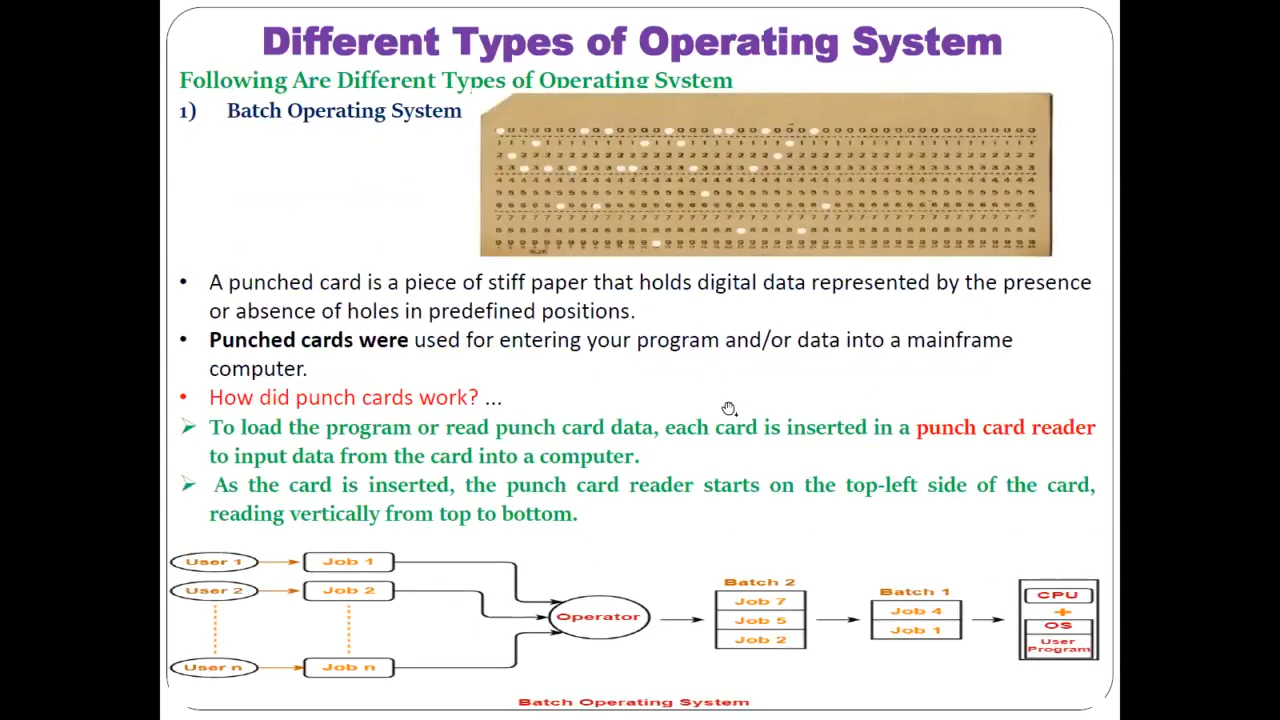 Different Types of Operating System
Following Are Different Types of Operating System
1) Batch Operating System
• A punched card is a piece of stiff paper that holds digital data represented by the presence
or absence of holes in predefined positions.
• Punched cards were used for entering your program and/or data into a mainframe
computer.
• How did punch cards work? ...
➢ To load the program or read punch card data, each card is inserted in a punch card reader
to input data from the card into a computer.
➢ As the card is inserted, the punch card reader starts on the top-left side of the card,
reading vertically from top to bottom.
User 1 Job 1
User 2 Job 2
User n Job n
Operator
Batch 2
Job 7
Job 5
Job 2
Batch 1
Job 4
Job 1
CPU
+
OS
User
Program
Batch Operating System